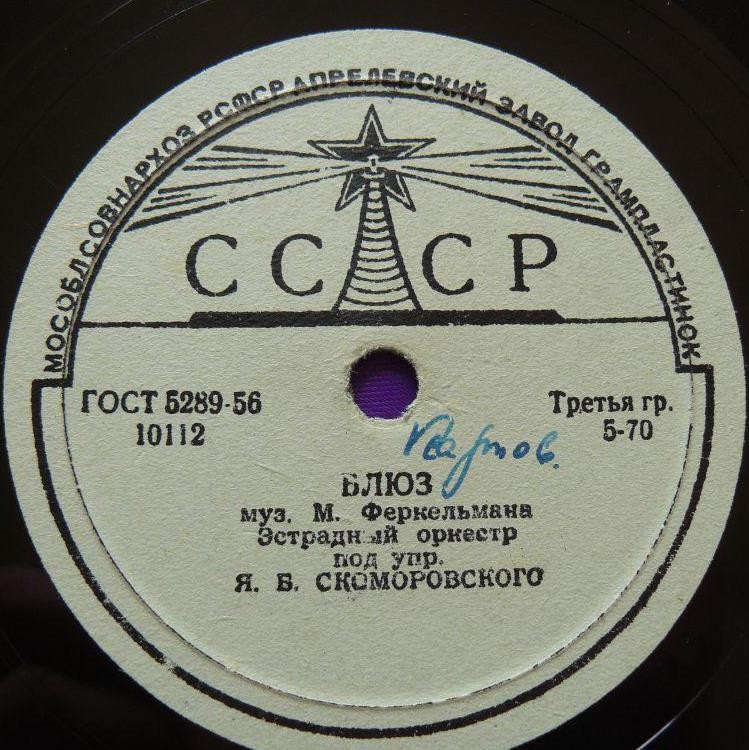 МОСОБЛСОВНАРХОЗ РСФСР АПРЕЛЕВСКИЙ ЗАВОД ГРАМПЛАСТИНОК
СССР
ГОСТ 5289-56
10112
Третья гр.
5-70
БЛЮЗ
муз. М. Феркельмана
Эстрадный оркестр
под упр.
Я. Б. СКОМОРОВСКОГО